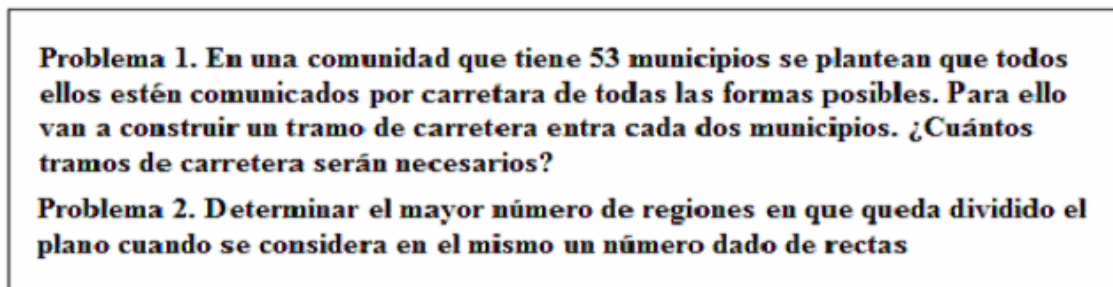 Problema 1. En una comunidad que tiene 53 municipios se plantean que todos
ellos estén comunicados por carretara de todas las formas posibles. Para ello
van a construir un tramo de carretera entra cada dos municipios. ¿Cuántos
tramos de carretera serán necesarios?
Problema 2. Determinar el mayor número de regiones en que queda dividido el
plano cuando se considera en el mismo un número dado de rectas